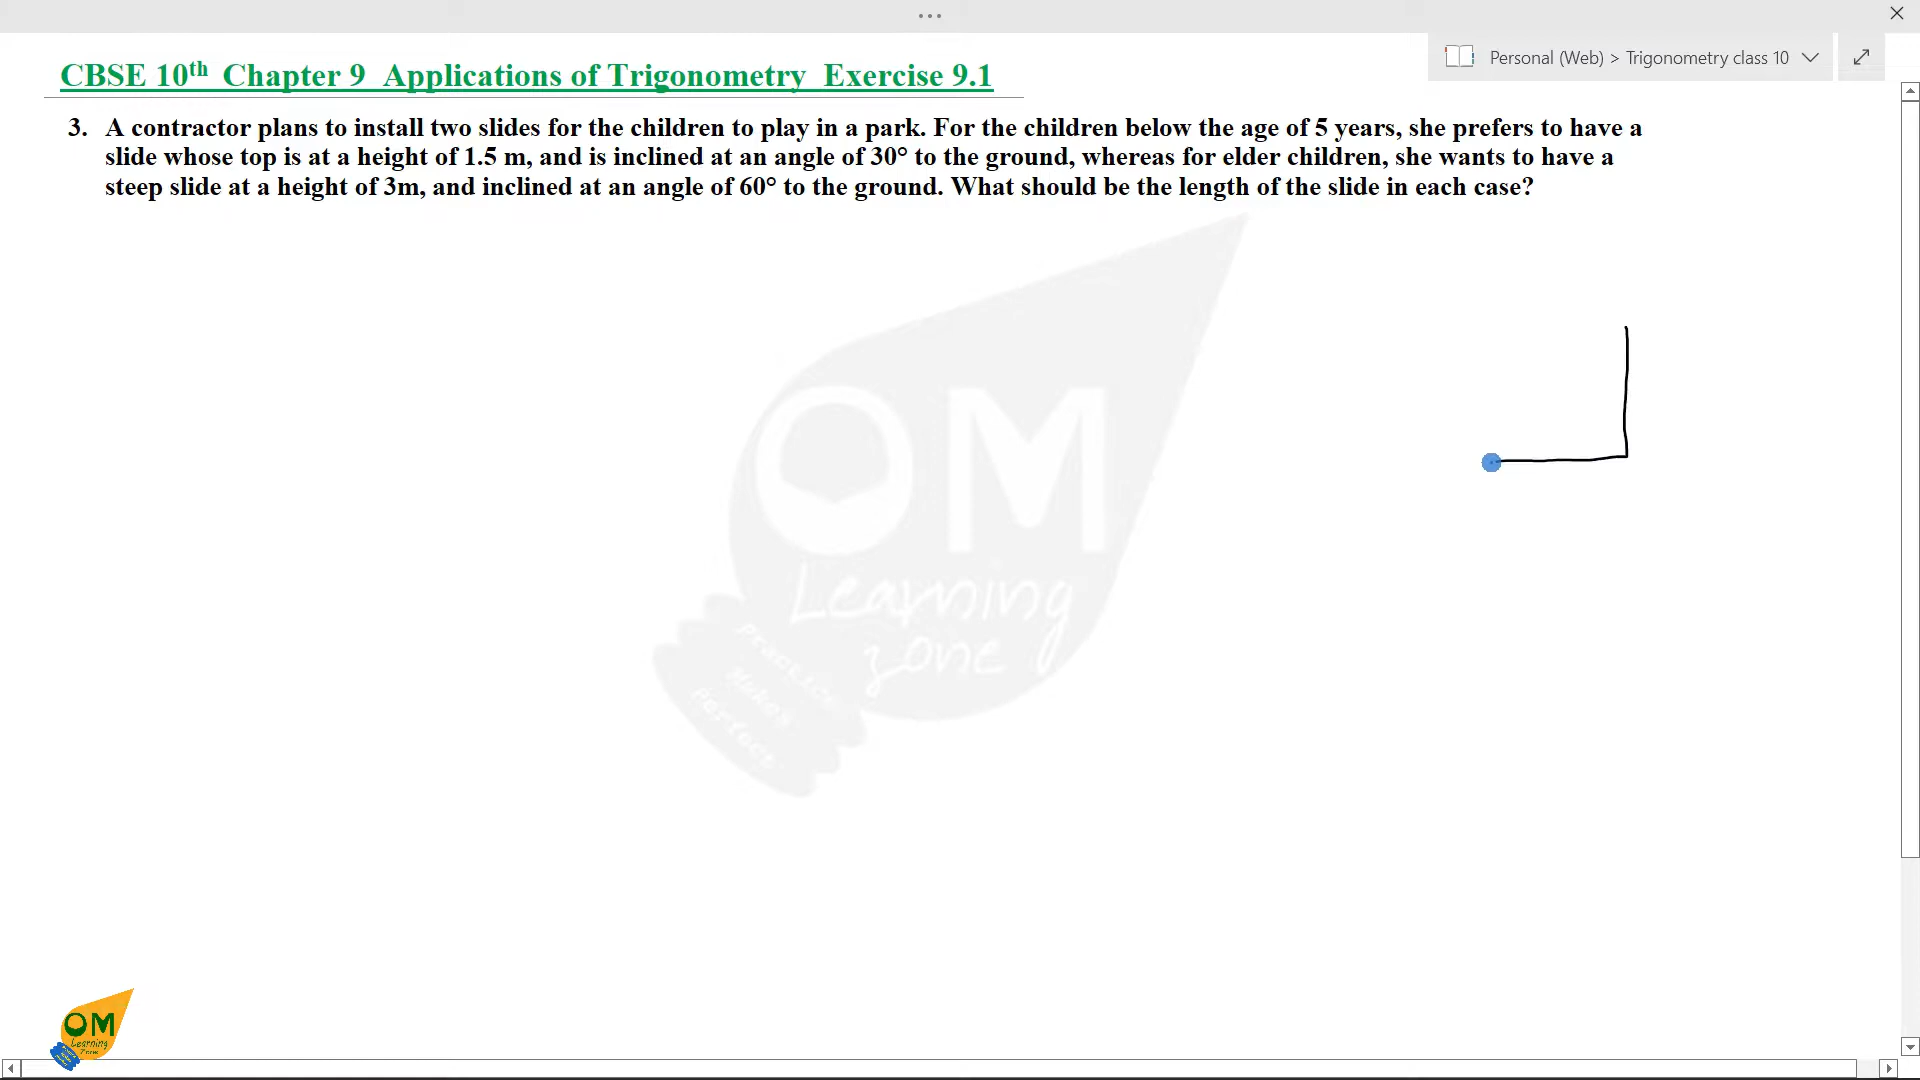 Personal (Web) > Trigonometry class 10
CBSE 10th Chapter 9 Applications of Trigonometry Exercise 9.1
3. A contractor plans to install two slides for the children to play in a park. For the children below the age of 5 years, she prefers to have a
slide whose top is at a height of 1.5 m, and is inclined at an angle of 30° to the ground, whereas for elder children, she wants to have a
steep slide at a height of 3m, and inclined at an angle of 60° to the ground. What should be the length of the slide in each case?
OM
Learning
zone
Practice
Makes
Perfect
OM
Learning
Zone